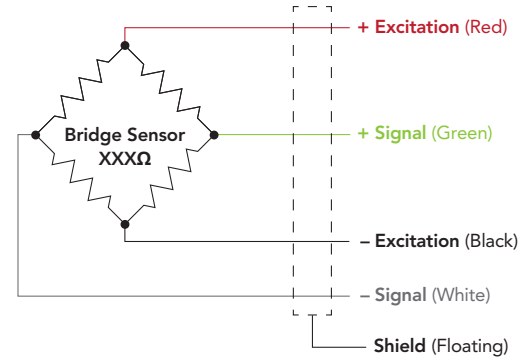 + Excitation (Red)
Bridge Sensor
XXXΩ
+ Signal (Green)
– Excitation (Black)
– Signal (White)
Shield (Floating)